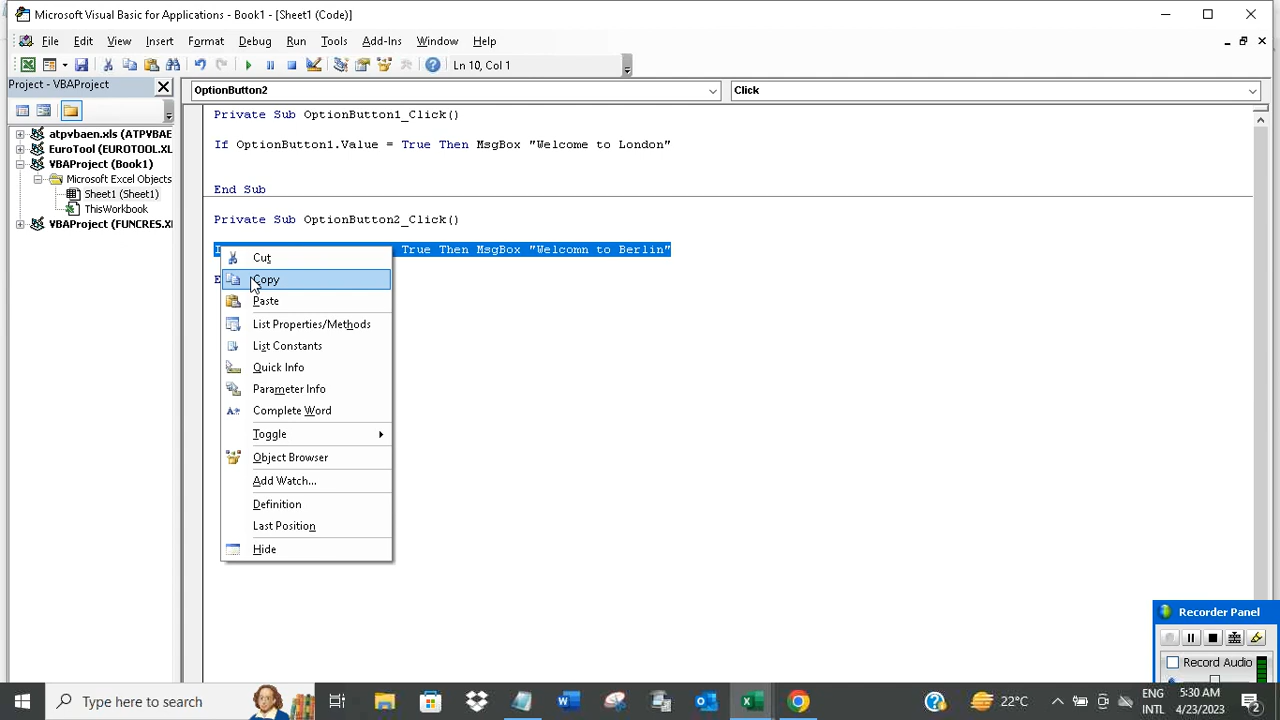 Microsoft Visual Basic for Applications - Book1 - [Sheet1 (Code)]
File Edit View Insert Format Debug Run Tools Add-Ins Window Help
Ln 10, Col 1
Project - VBAProject
OptionButton2
Click
atpvbaen.xls (ATPVBAE
EuroTool (EUROTOOL.XL
VBAProject (Book1)
Microsoft Excel Objects
Sheet1 (Sheet1)
ThisWorkbook
VBAProject (FUNCRES.X
Private Sub OptionButton1_Click()
If OptionButton1.Value = True Then MsgBox "Welcome to London"
End Sub
Private Sub OptionButton2_Click()
True Then MsgBox "Welcomn to Berlin"
Cut
Copy
Paste
List Properties/Methods
List Constants
Quick Info
Parameter Info
Complete Word
Toggle
Object Browser
Add Watch...
Definition
Last Position
Hide
Recorder Panel
Record Audio
Type here to search
22°C
ENG
INTL
5:30 AM
4/23/2023
2